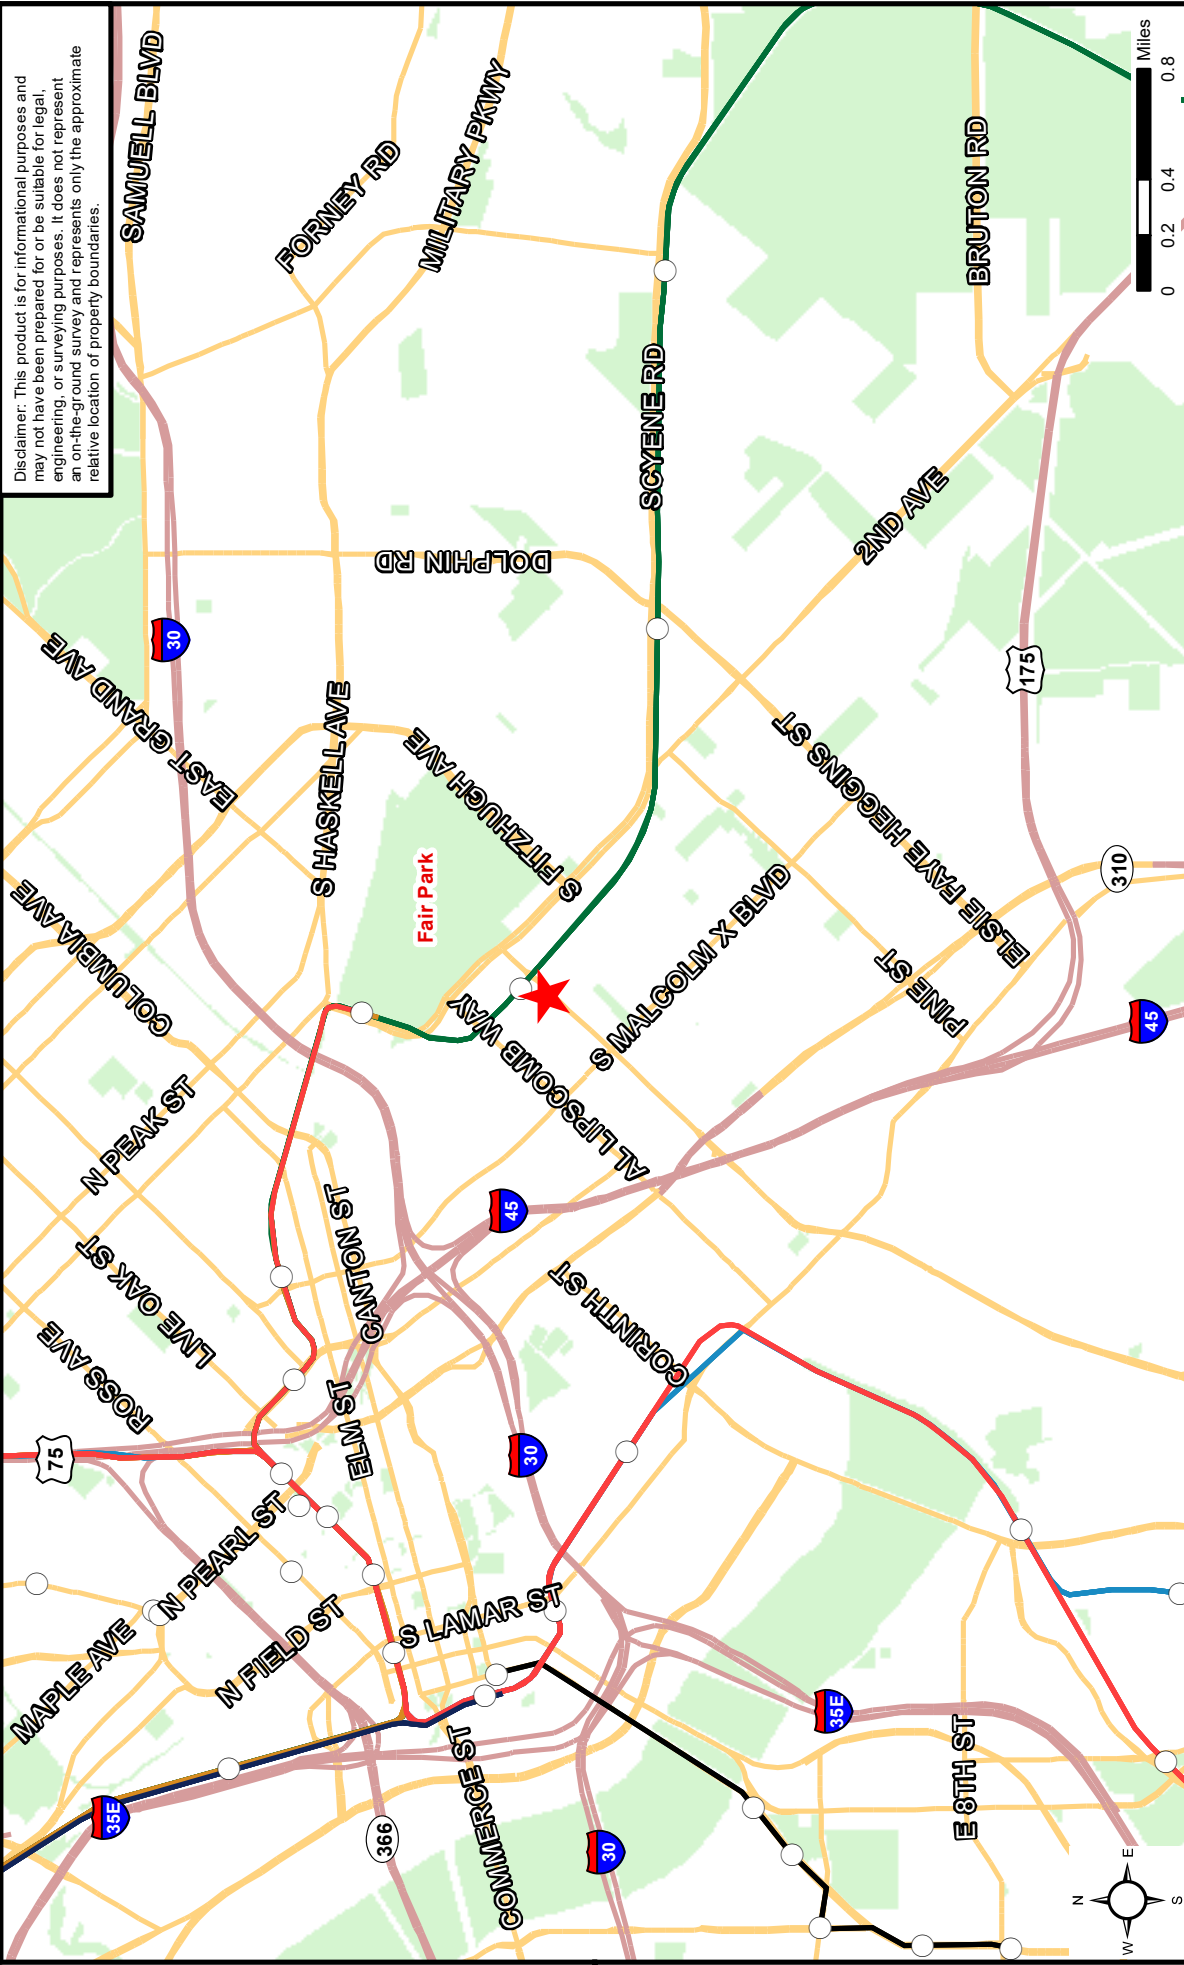 Disclaimer: This product is for informational purposes and
may not have been prepared for or be suitable for legal,
engineering, or surveying purposes. It does not represent
an on-the-ground survey and represents only the approximate
relative location of property boundaries.
SAMUELL BLVD
FORNEY RD
MILITARY PKWY
SCYENE RD
BRUTON RD
Miles
0 0.2 0.4 0.8
DOLPHIN RD
2ND AVE
175
EAST GRAND AVE
30
S HASKELL AVE
S FITZHUGH AVE
Fair Park
ELSIE FAYE HEGGINS ST
310
COLUMBIA AVE
S MALCOLM X BLVD
PINE ST
45
AL LIPSCOMB WAY
N PEAK ST
LIVE OAK ST
CANTON ST
45
CORINTH ST
ROSS AVE
75
ELM ST
30
N PEARL ST
MAPLE AVE
N FIELD ST
S LAMAR ST
35E
366
COMMERCE ST
30
35E
E 8TH ST
N
W
E
S